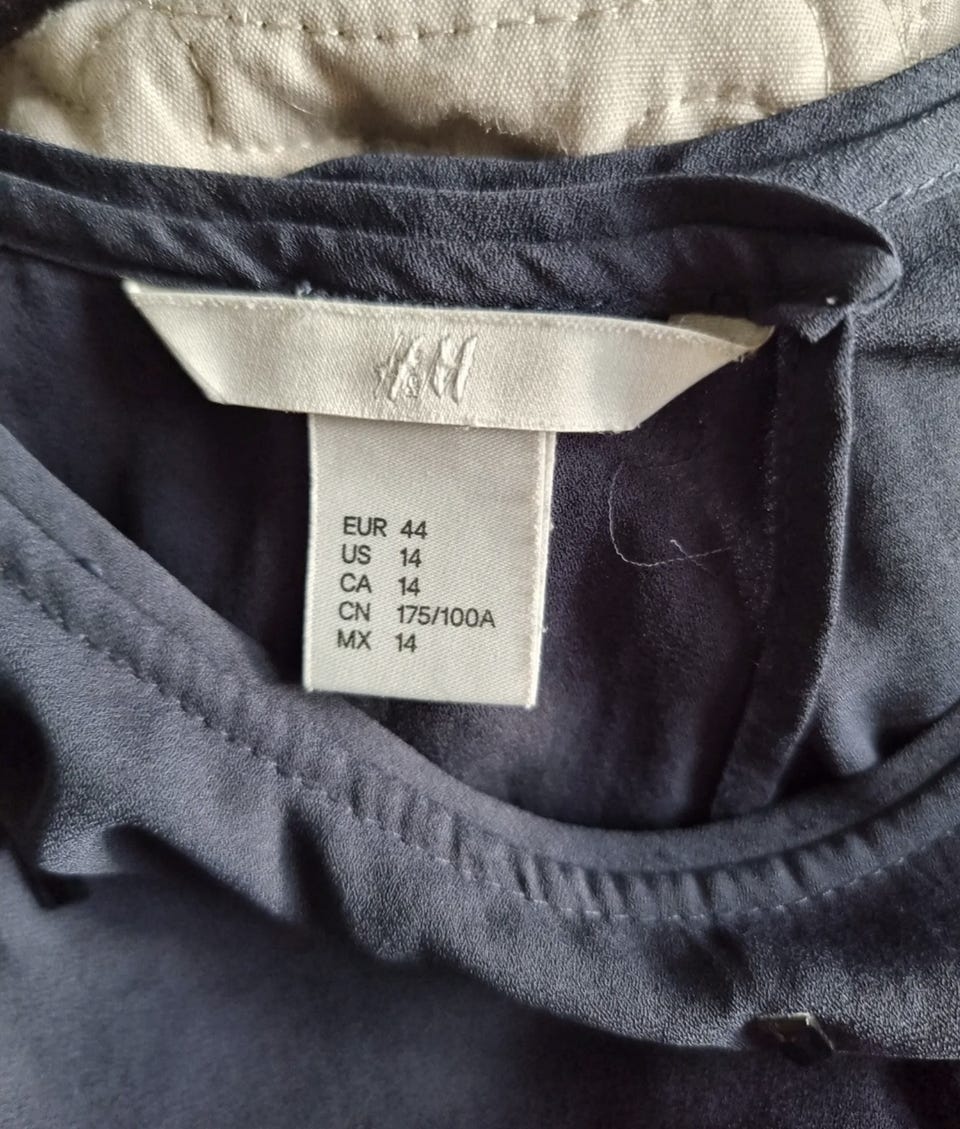 H&M
EUR 44
US 14
CA 14
CN 175/100A
MX 14